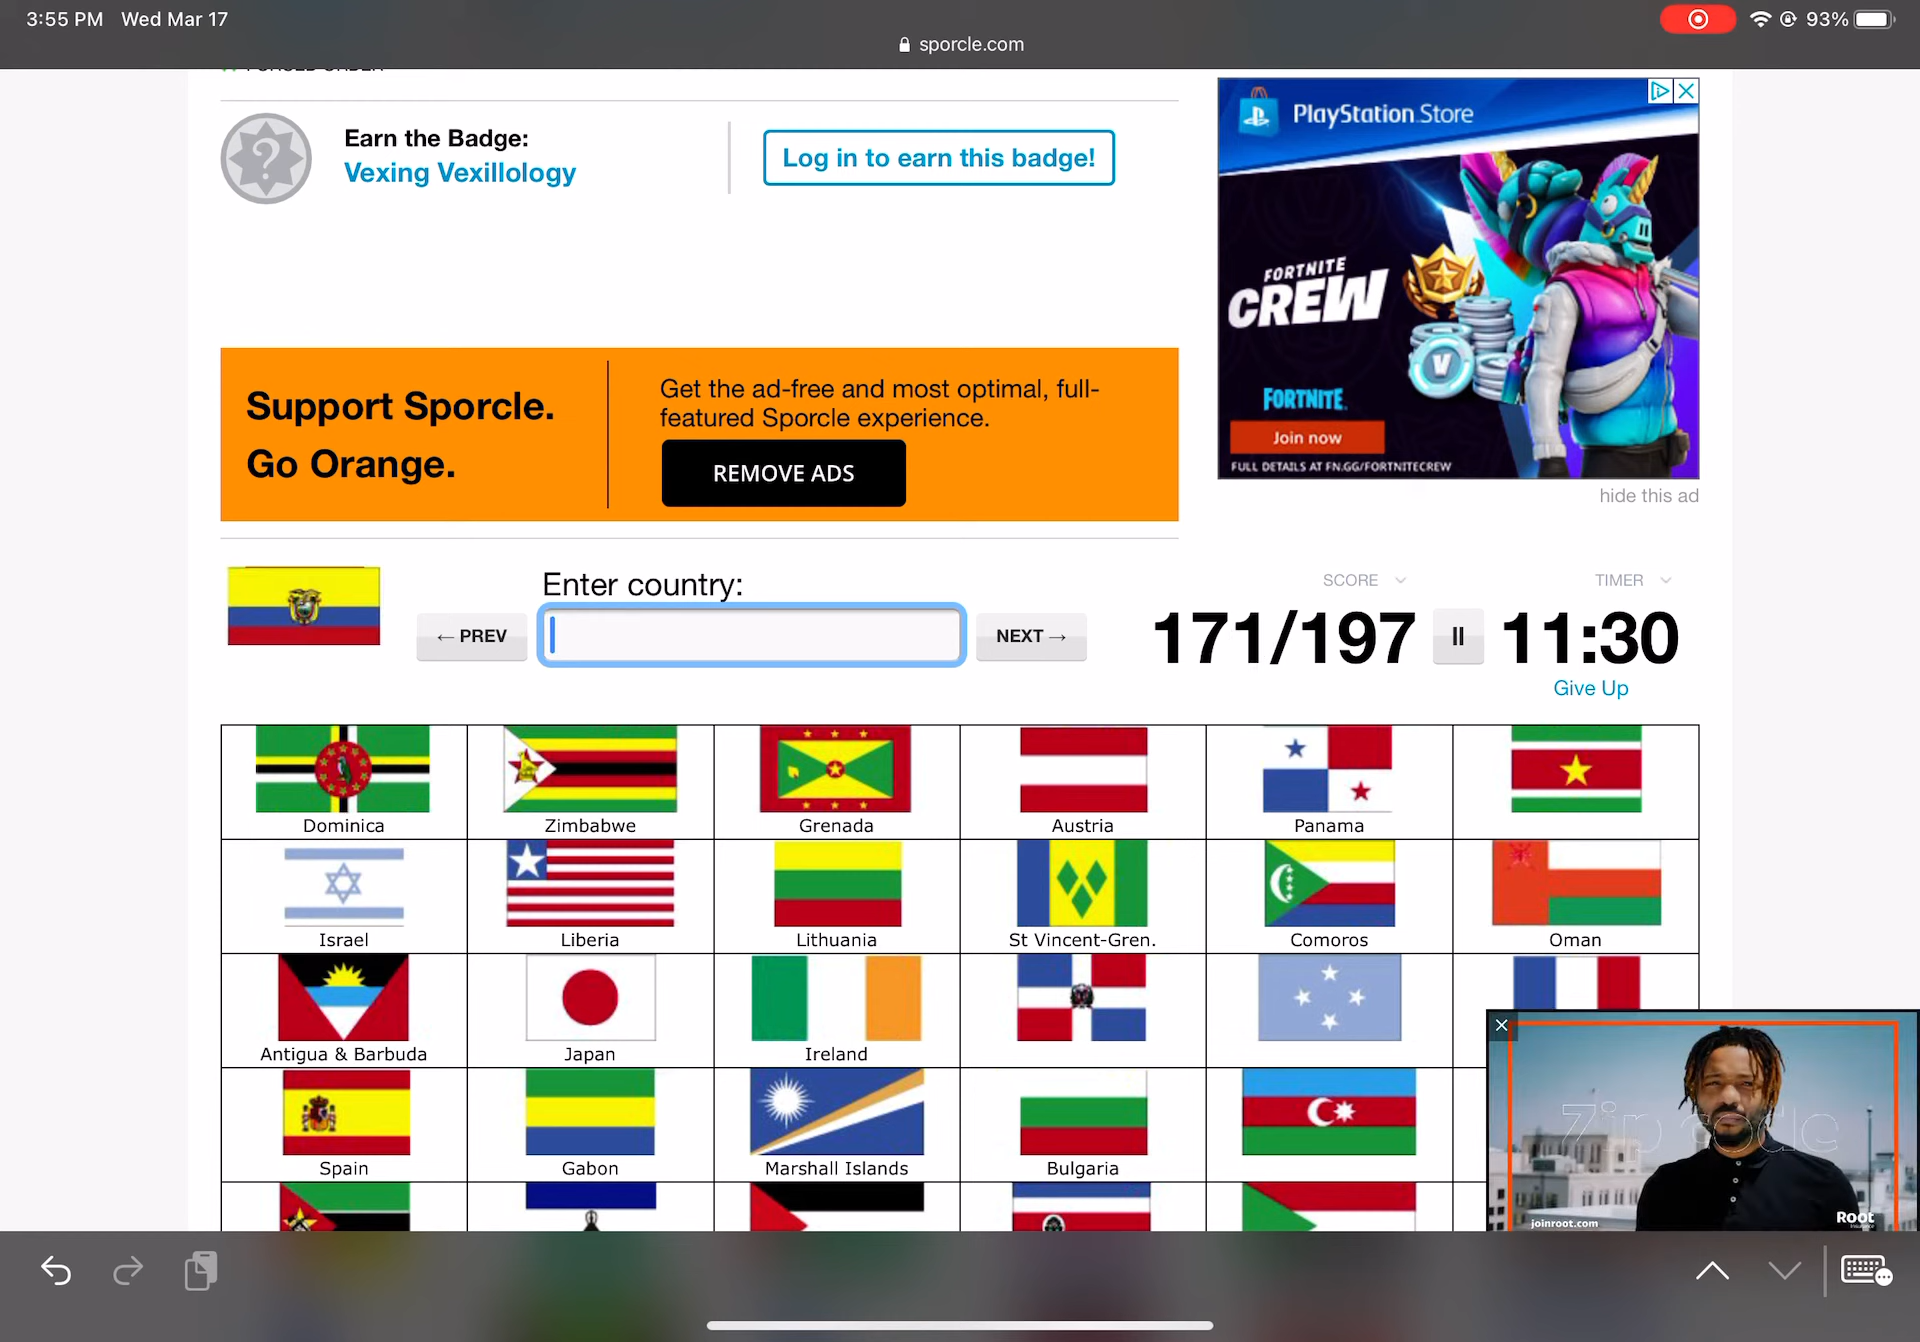 3:55 PM Wed Mar 17
93%
sporcle.com
Earn the Badge:
Vexing Vexillology
Log in to earn this badge!
PlayStation Store
FORTNITE
CREW
FORTNITE
Join now
FULL DETAILS AT FN.GG/FORTNITECREW
hide this ad
Support Sporcle.
Go Orange.
Get the ad-free and most optimal, full-
featured Sporcle experience.
REMOVE ADS
Enter country:
← PREV
NEXT →
SCORE
171/197
TIMER
11:30
Give Up
Dominica
Zimbabwe
Grenada
Austria
Panama
Israel
Liberia
Lithuania
St Vincent-Gren.
Comoros
Oman
Antigua & Barbuda
Japan
Ireland
Spain
Gabon
Marshall Islands
Bulgaria
Zip code
joinroot.com
Root